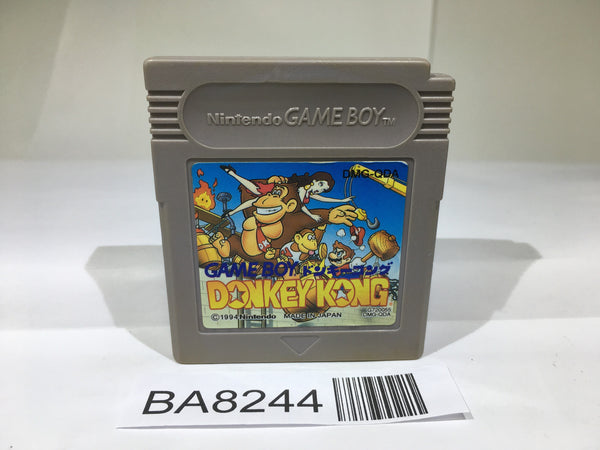 Nintendo GAME BOY TM
DMG-QDA
GAME BOY ドンキーコング
DONKEY KONG
©1994 Nintendo MADE IN JAPAN
DMG-QDA
BA8244